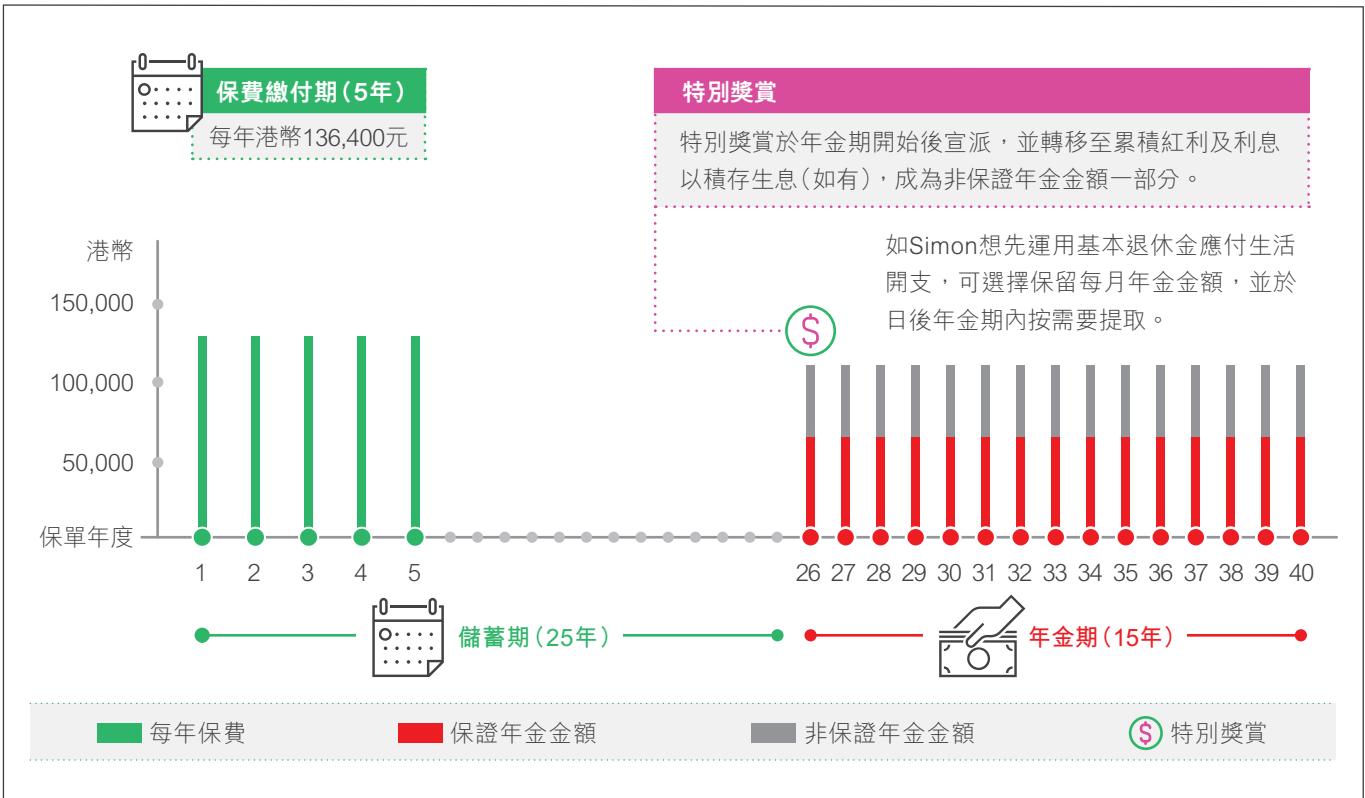 保費繳付期(5年)
每年港幣136,400元
特別獎賞
特別獎賞於年金期開始後宣派，並轉移至累積紅利及利息
以積存生息(如有)，成為非保證年金金額一部分。
如Simon想先運用基本退休金應付生活
開支，可選擇保留每月年金金額，並於
日後年金期內按需要提取。
$
港幣
150,000
100,000
50,000
保單年度
1 2 3 4 5 26 27 28 29 30 31 32 33 34 35 36 37 38 39 40
儲蓄期(25年) 年金期(15年)
每年保費 保證年金金額 非保證年金金額 $ 特別獎賞